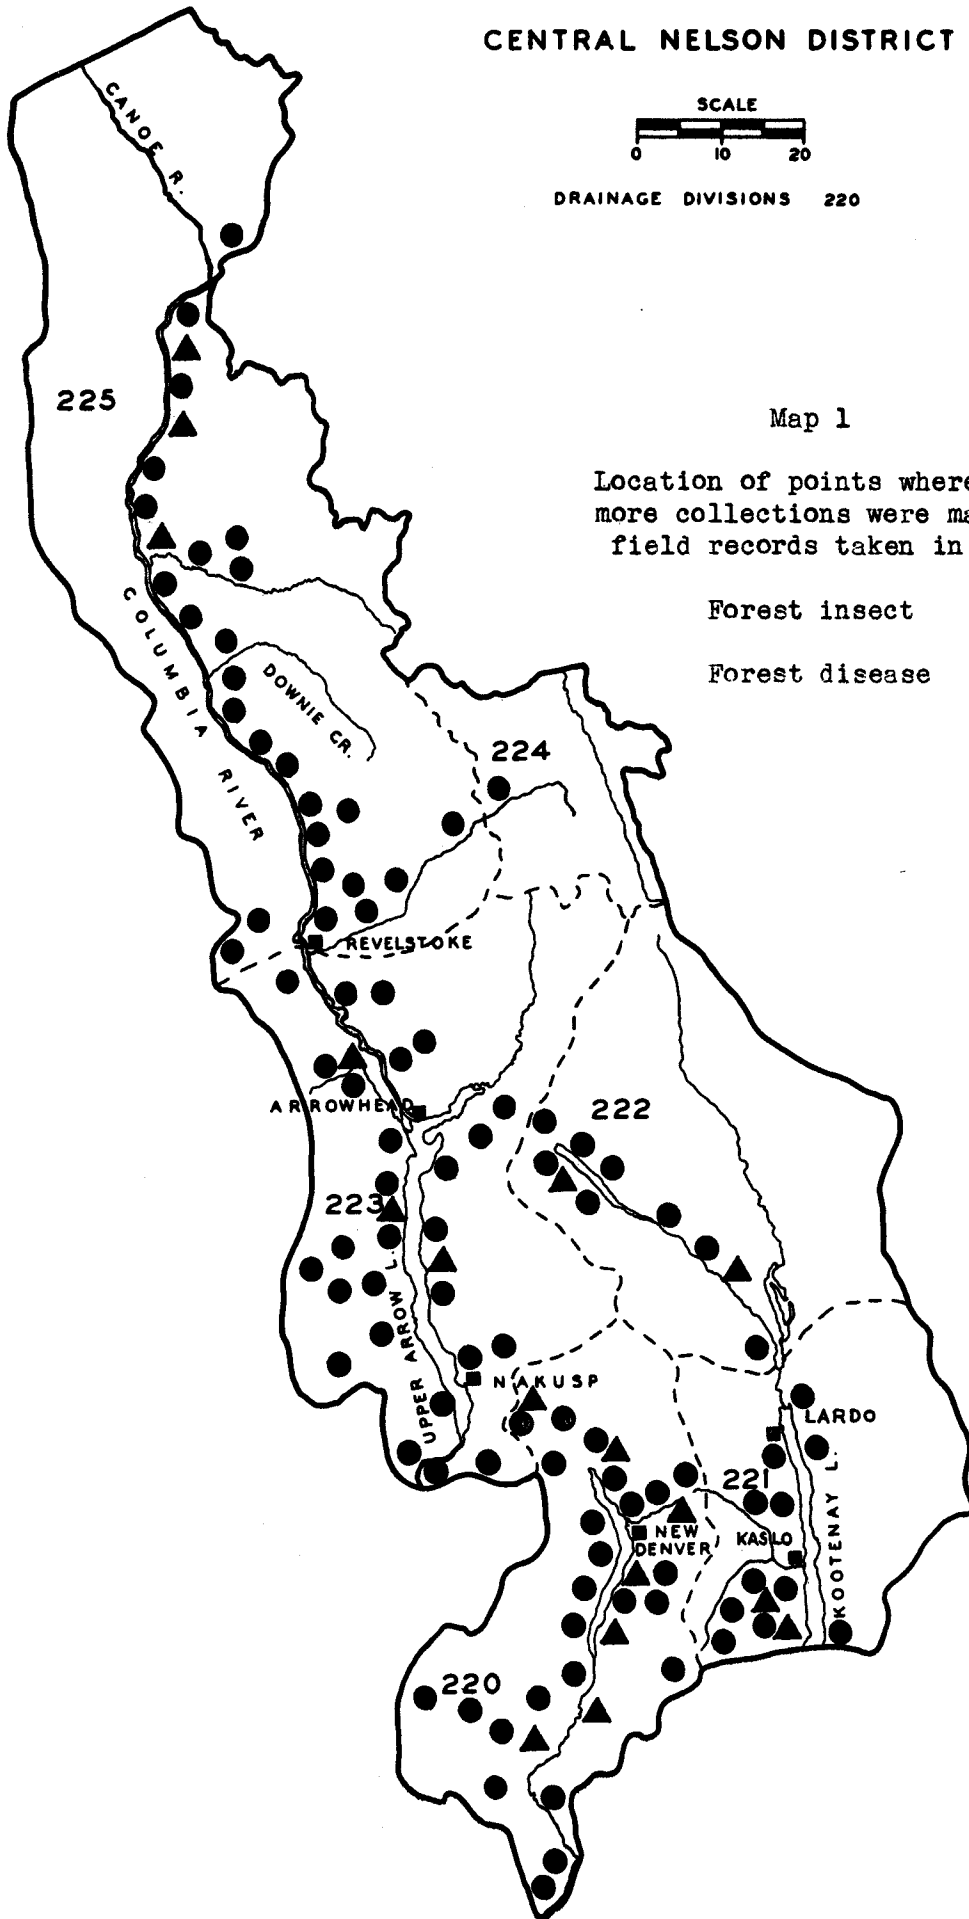 CENTRAL NELSON DISTRICT
SCALE
0 10 20
DRAINAGE DIVISIONS 220
CANOE R.
225
Map 1
Location of points where
more collections were ma
field records taken in
Forest insect
Forest disease
COLUMBIA RIVER
DOWNIE CR.
224
REVELSTOKE
ARROWHEAD
222
223
UPPER ARROW L.
NAKUSP
LARDO
221
KOOTENAY L.
NEW
DENVER
KASLO
220